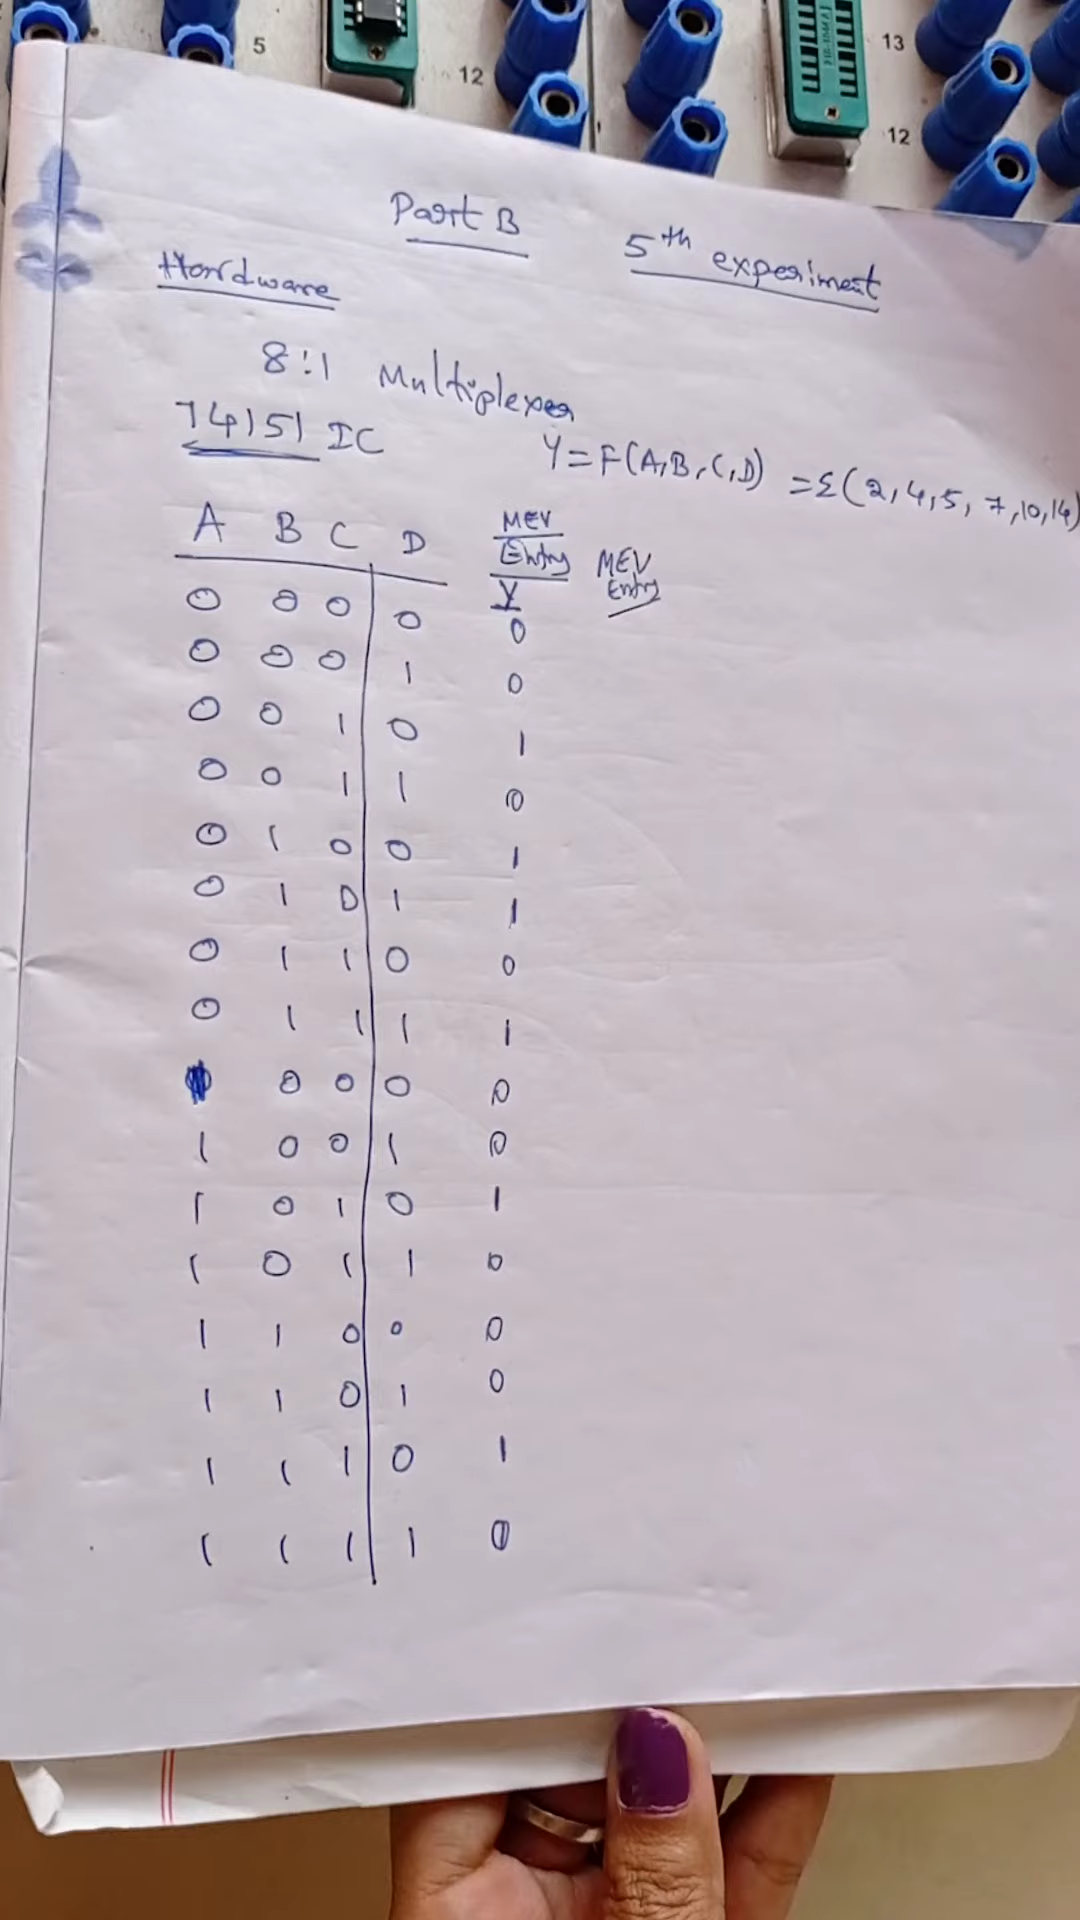 5
12
13
12
Part B
5th experiment
Hardware
8:1 Multiplexer
74151 IC
Y=F(A,B,C,D) =Σ(2,4,5,7,10,14)
A B C D MEV Entry Y MEV Entry
0 0 0 0 0
0 0 0 1 0
0 0 1 0 1
0 0 1 1 0
0 1 0 0 1
0 1 0 1 1
0 1 1 0 0
0 1 1 1 1
0 0 0 0
1 0 0 1 0
1 0 1 0 1
1 0 1 1 0
1 1 0 0 0
1 1 0 1 0
1 1 1 0 1
1 1 1 1 0